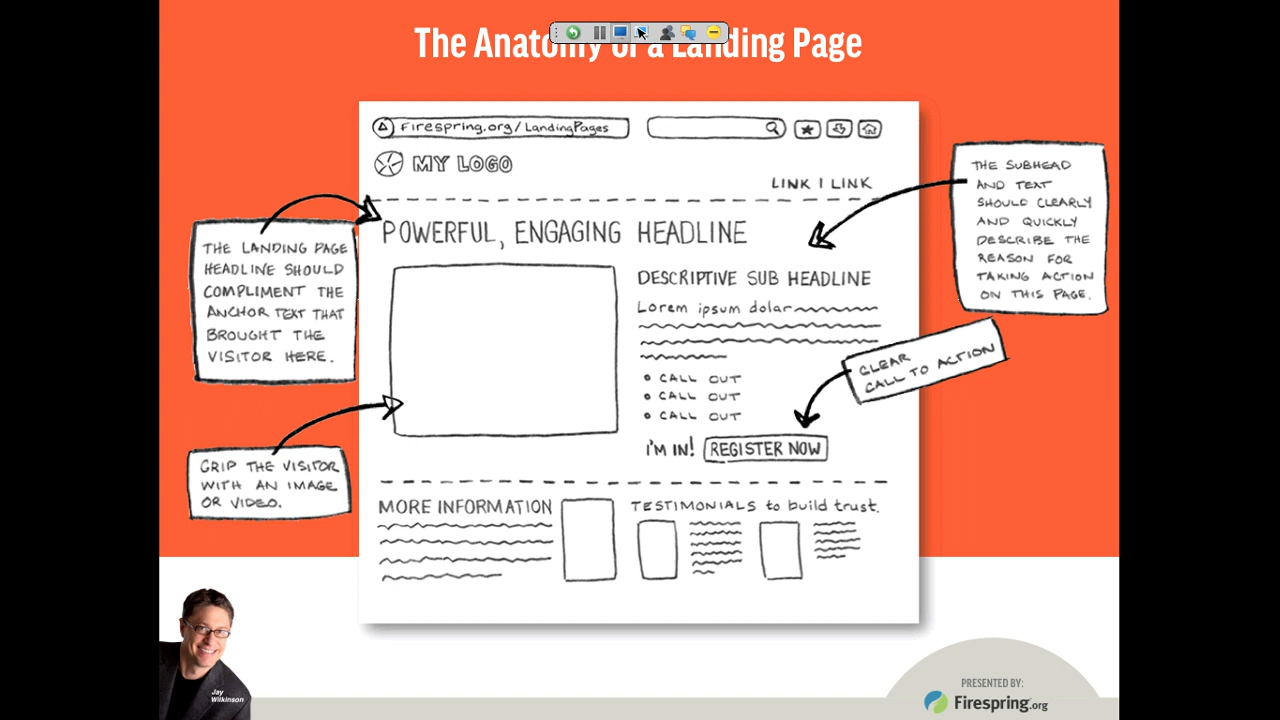 The Anatomy of a Landing Page
Firespring.org/LandingPages
MY LOGO
LINK | LINK
POWERFUL, ENGAGING HEADLINE
DESCRIPTIVE SUB HEADLINE
Lorem ipsum dolar
• CALL OUT
• CALL OUT
• CALL OUT
I'M IN! REGISTER NOW
MORE INFORMATION
TESTIMONIALS to build trust.
THE LANDING PAGE
HEADLINE SHOULD
COMPLIMENT THE
ANCHOR TEXT THAT
BROUGHT THE
VISITOR HERE.
GRIP THE VISITOR
WITH AN IMAGE
OR VIDEO.
THE SUBHEAD
AND TEXT
SHOULD CLEARLY
AND QUICKLY
DESCRIBE THE
REASON FOR
TAKING ACTION
ON THIS PAGE.
CLEAR
CALL TO ACTION
Jay
Wilkinson
PRESENTED BY:
Firespring.org